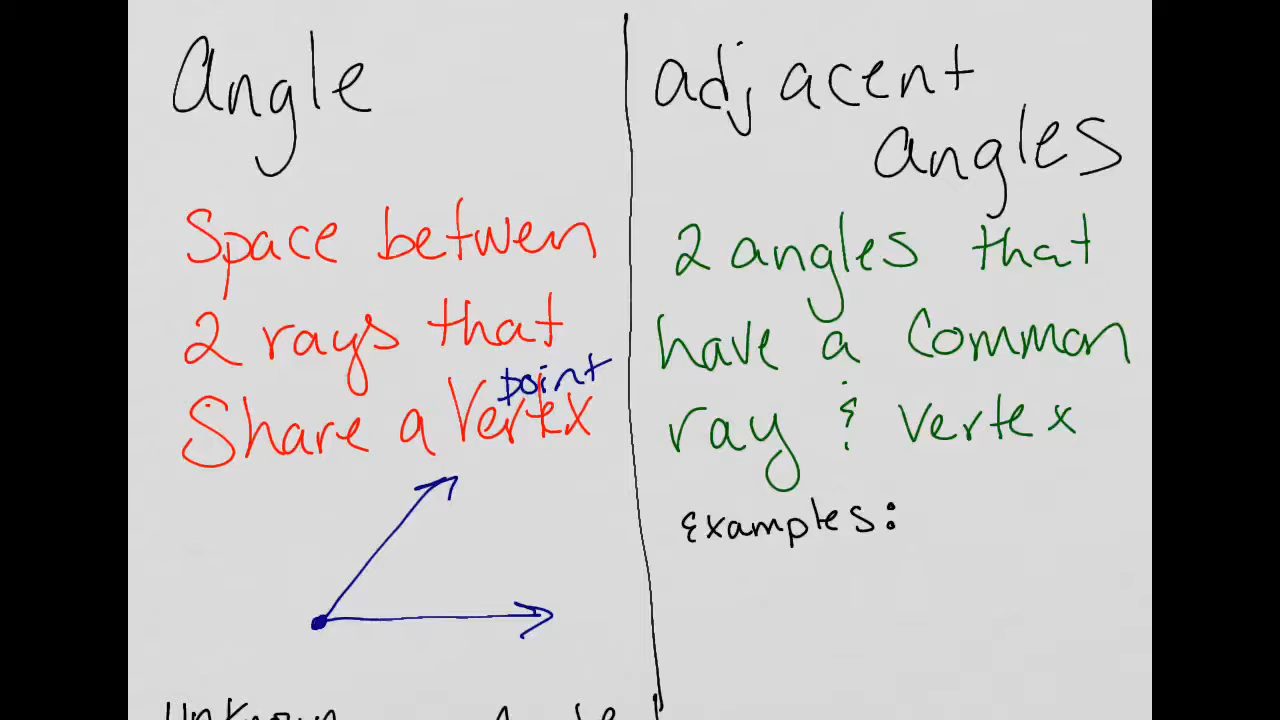 Angle
Space between
2 rays that
point
Share a Vertex
adjacent
angles
2 angles that
have a Common
ray & vertex
Examples: